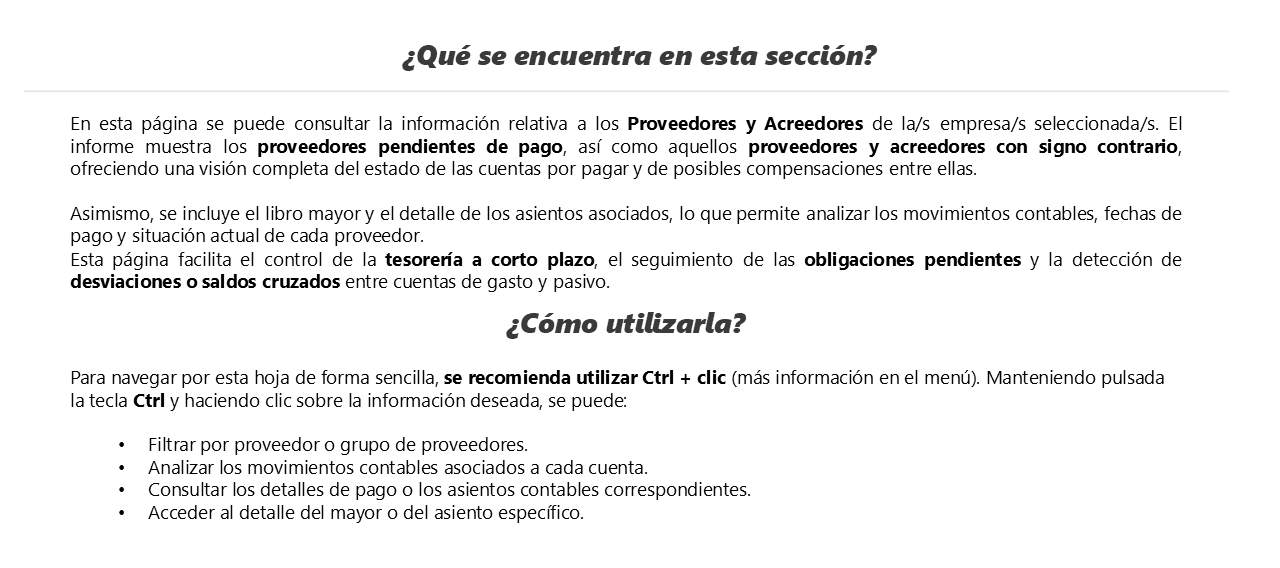 ¿Qué se encuentra en esta sección?
En esta página se puede consultar la información relativa a los Proveedores y Acreedores de la/s empresa/s seleccionada/s. El
informe muestra los proveedores pendientes de pago, así como aquellos proveedores y acreedores con signo contrario,
ofreciendo una visión completa del estado de las cuentas por pagar y de posibles compensaciones entre ellas.
Asimismo, se incluye el libro mayor y el detalle de los asientos asociados, lo que permite analizar los movimientos contables, fechas de
pago y situación actual de cada proveedor.
Esta página facilita el control de la tesorería a corto plazo, el seguimiento de las obligaciones pendientes y la detección de
desviaciones o saldos cruzados entre cuentas de gasto y pasivo.
¿Cómo utilizarla?
Para navegar por esta hoja de forma sencilla, se recomienda utilizar Ctrl + clic (más información en el menú). Manteniendo pulsada
la tecla Ctrl y haciendo clic sobre la información deseada, se puede:
• Filtrar por proveedor o grupo de proveedores.
• Analizar los movimientos contables asociados a cada cuenta.
• Consultar los detalles de pago o los asientos contables correspondientes.
• Acceder al detalle del mayor o del asiento específico.